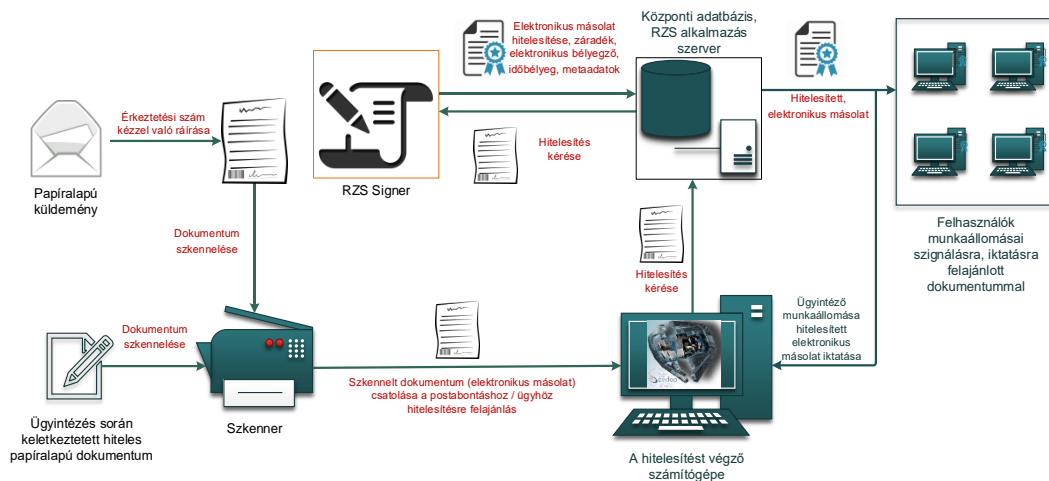 Elektronikus másolat
hitelesítése, záradék,
elektronikus bélyegző,
időbélyeg, metaadatok
Központi adatbázis,
RZS alkalmazás
szerver
Érkeztetési szám
kézzel való ráírása
Hitelesítés
kérése
Hitelesített,
elektronikus másolat
Papíralapú
küldemény
RZS Signer
Dokumentum
szkennelése
Felhasználók
munkaállomásai
szignálásra, iktatásra
felajánlott
dokumentummal
Hitelesítés
kérése
Ügyintéző
munkaállomása
hitelesített
elektronikus
másolat iktatása
Dokumentum
szkennelése
Szkennelt dokumentum (elektronikus másolat)
csatolása a postabontáshoz / ügyhöz
hitelesítésre felajánlás
Ügyintézés során
keletkeztetett hiteles
papíralapú dokumentum
Szkenner
A hitelesítést végző
számítógépe